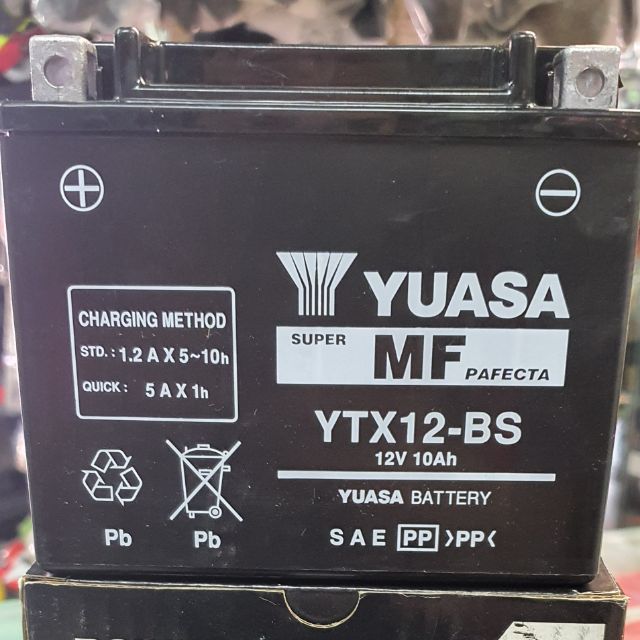 YUASA
SUPER MF PAFECTA
YTX12-BS
12V 10Ah
YUASA BATTERY
S A E PP >PP<
CHARGING METHOD
STD. : 1.2 A X 5~10h
QUICK : 5 A X 1h
Pb Pb